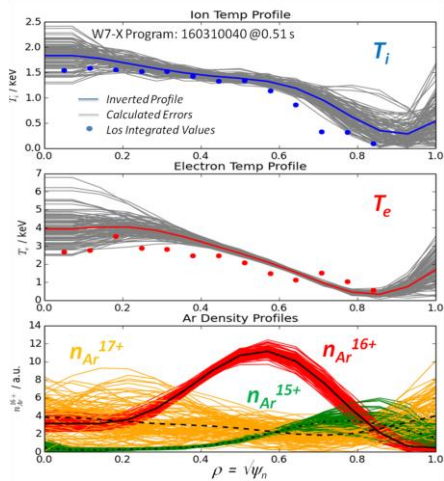 Ion Temp Profile
W7-X Program: 160310040 @0.51 s
T_i
T_i / keV
2.5
2.0
1.5
1.0
0.5
0.0
Inverted Profile
Calculated Errors
Los Integrated Values
0.0 0.2 0.4 0.6 0.8 1.0
Electron Temp Profile
T_e
T_e / keV
7
6
5
4
3
2
1
0
0.0 0.2 0.4 0.6 0.8 1.0
Ar Density Profiles
n_Ar^17+
n_Ar^16+
n_Ar^15+
n_Ar^16+ / a.u.
14
12
10
8
6
4
2
0
0.0 0.2 0.4 0.6 0.8 1.0
ρ = √ψ_n